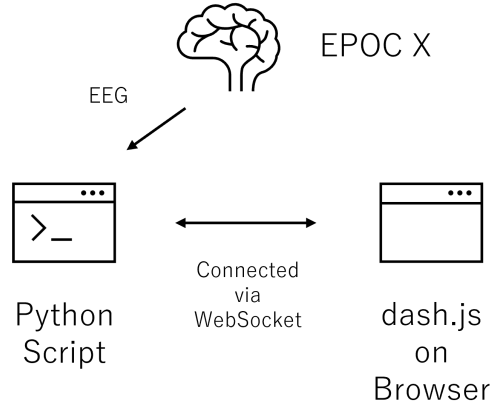 EPOC X
EEG
>_
Connected
via
WebSocket
Python
Script
dash.js
on
Browser